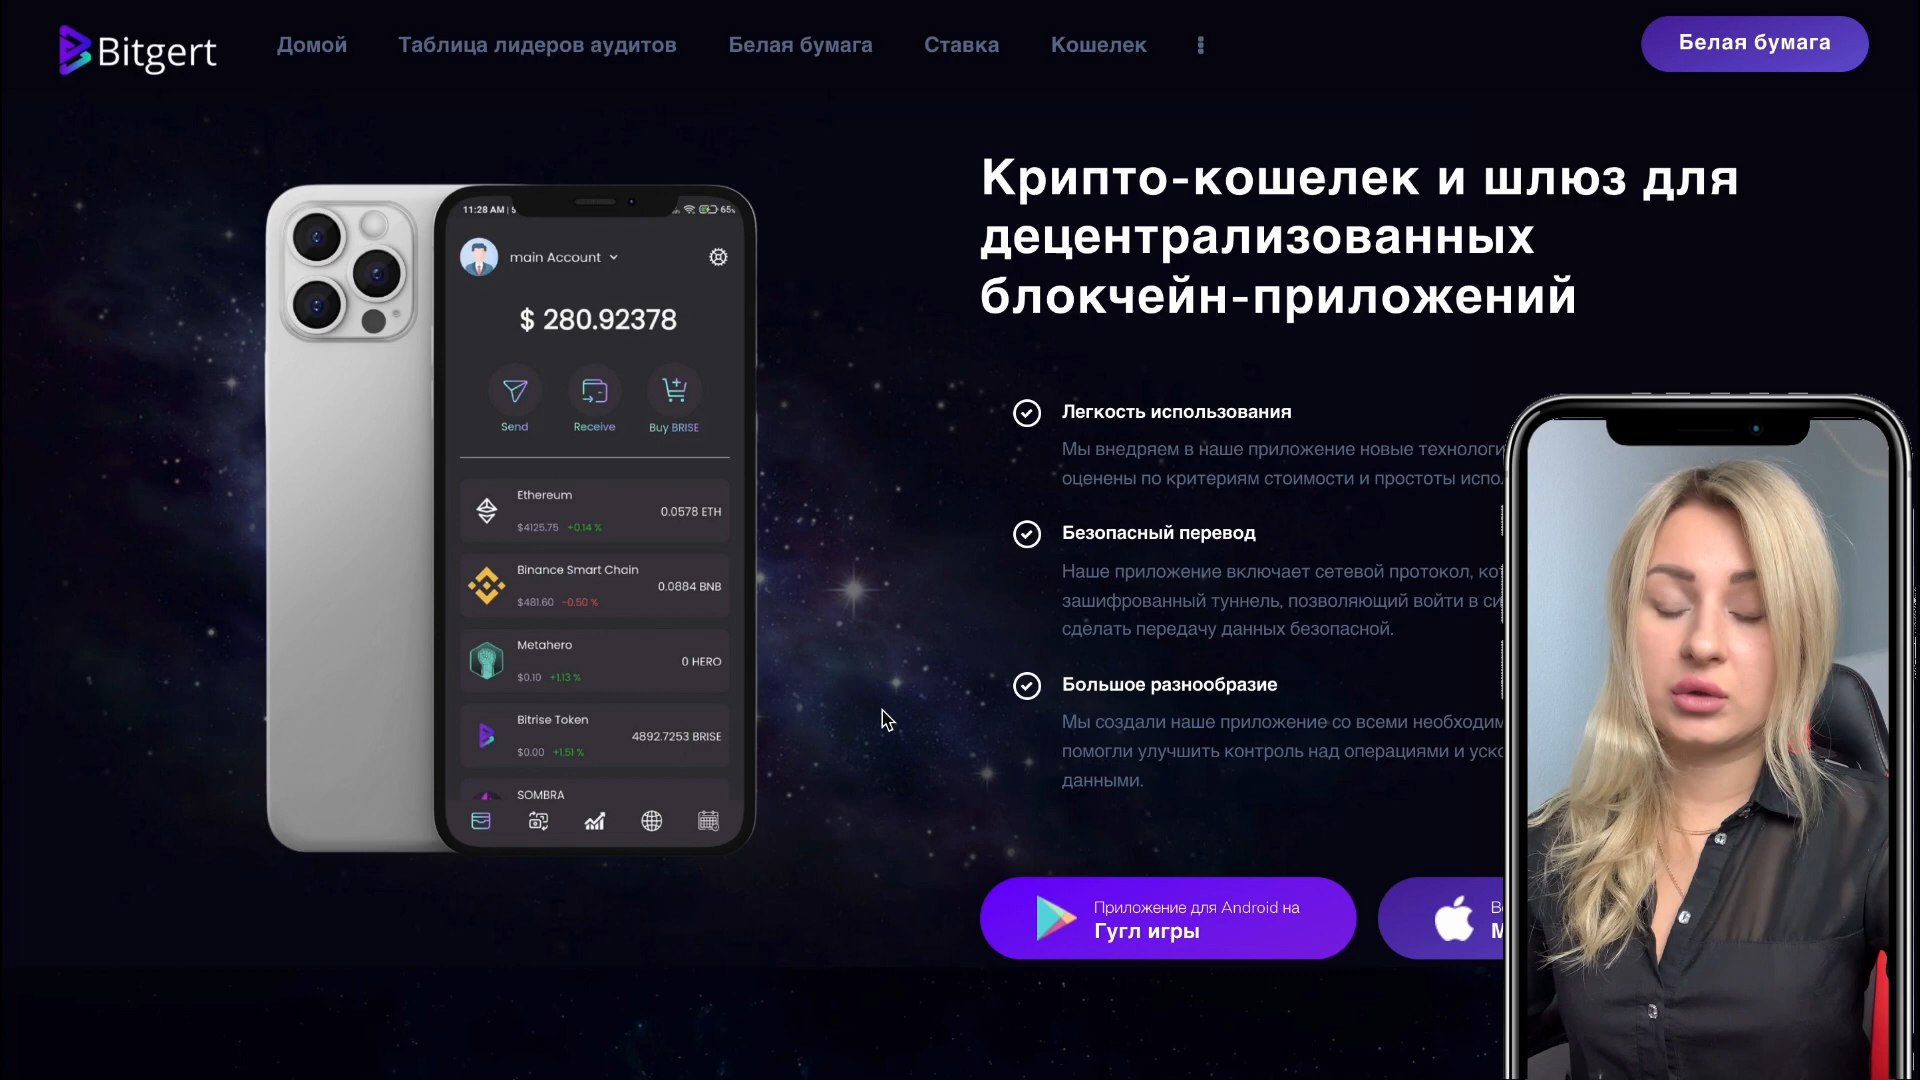 Bitgert
Домой
Таблица лидеров аудитов
Белая бумага
Ставка
Кошелек
Белая бумага
11:28 AM | 5
65%
main Account
$ 280.92378
Send
Receive
Buy BRISE
Ethereum
$4125.75 +0.14 %
0.0578 ETH
Binance Smart Chain
$481.60 -0.50 %
0.0884 BNB
Metahero
$0.10 +1.13 %
0 HERO
Bitrise Token
$0.00 +1.51 %
4892.7253 BRISE
SOMBRA
Крипто-кошелек и шлюз для
децентрализованных
блокчейн-приложений
Легкость использования
Мы внедряем в наше приложение новые технологи
оценены по критериям стоимости и простоты испо
Безопасный перевод
Наше приложение включает сетевой протокол, ко
зашифрованный туннель, позволяющий войти в си
сделать передачу данных безопасной.
Большое разнообразие
Мы создали наше приложение со всеми необходим
помогли улучшить контроль над операциями и уск
данными.
Приложение для Android на
Гугл игры